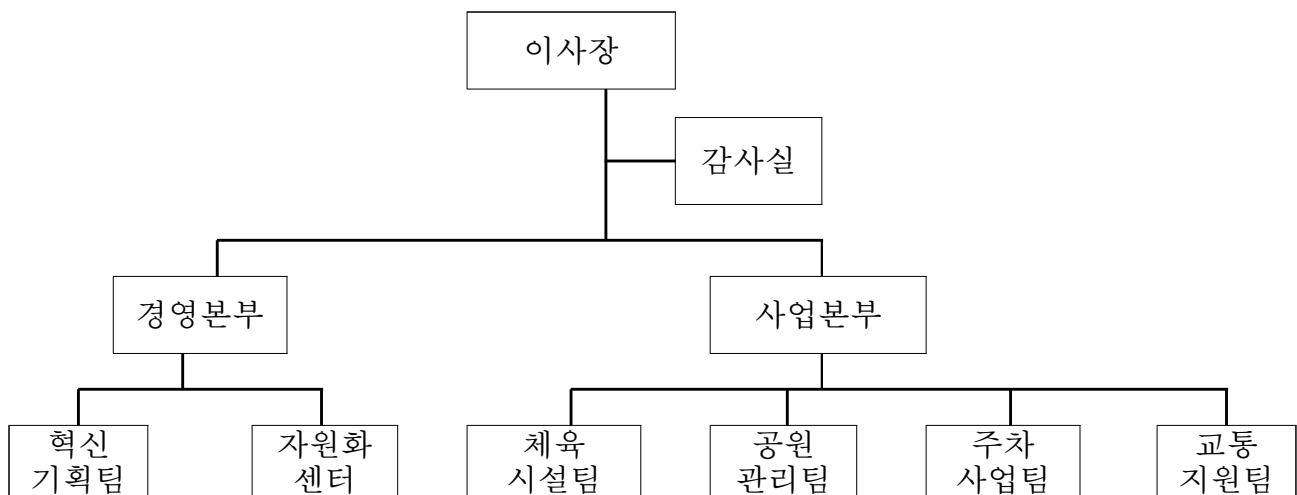 이사장
감사실
경영본부
사업본부
혁신
기획팀
자원화
센터
체육
시설팀
공원
관리팀
주차
사업팀
교통
지원팀